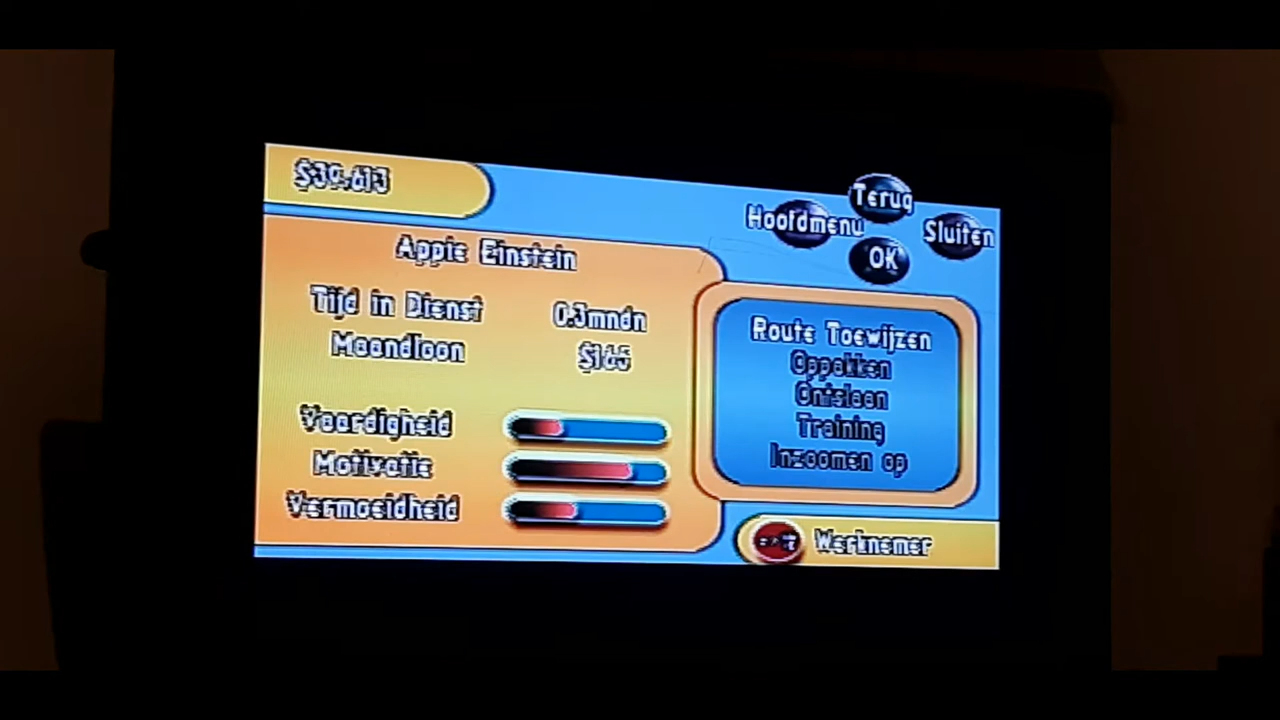 $39.613
Terug
Hoofdmenu
Sluiten
OK
Appie Einstein
Tijd in Dienst 0.3mndn
Maandloon $165
Vaardigheid
Motivatie
Vermoeidheid
Route Toewijzen
Oppakken
Ontslaan
Training
Inzoomen op
Werknemer